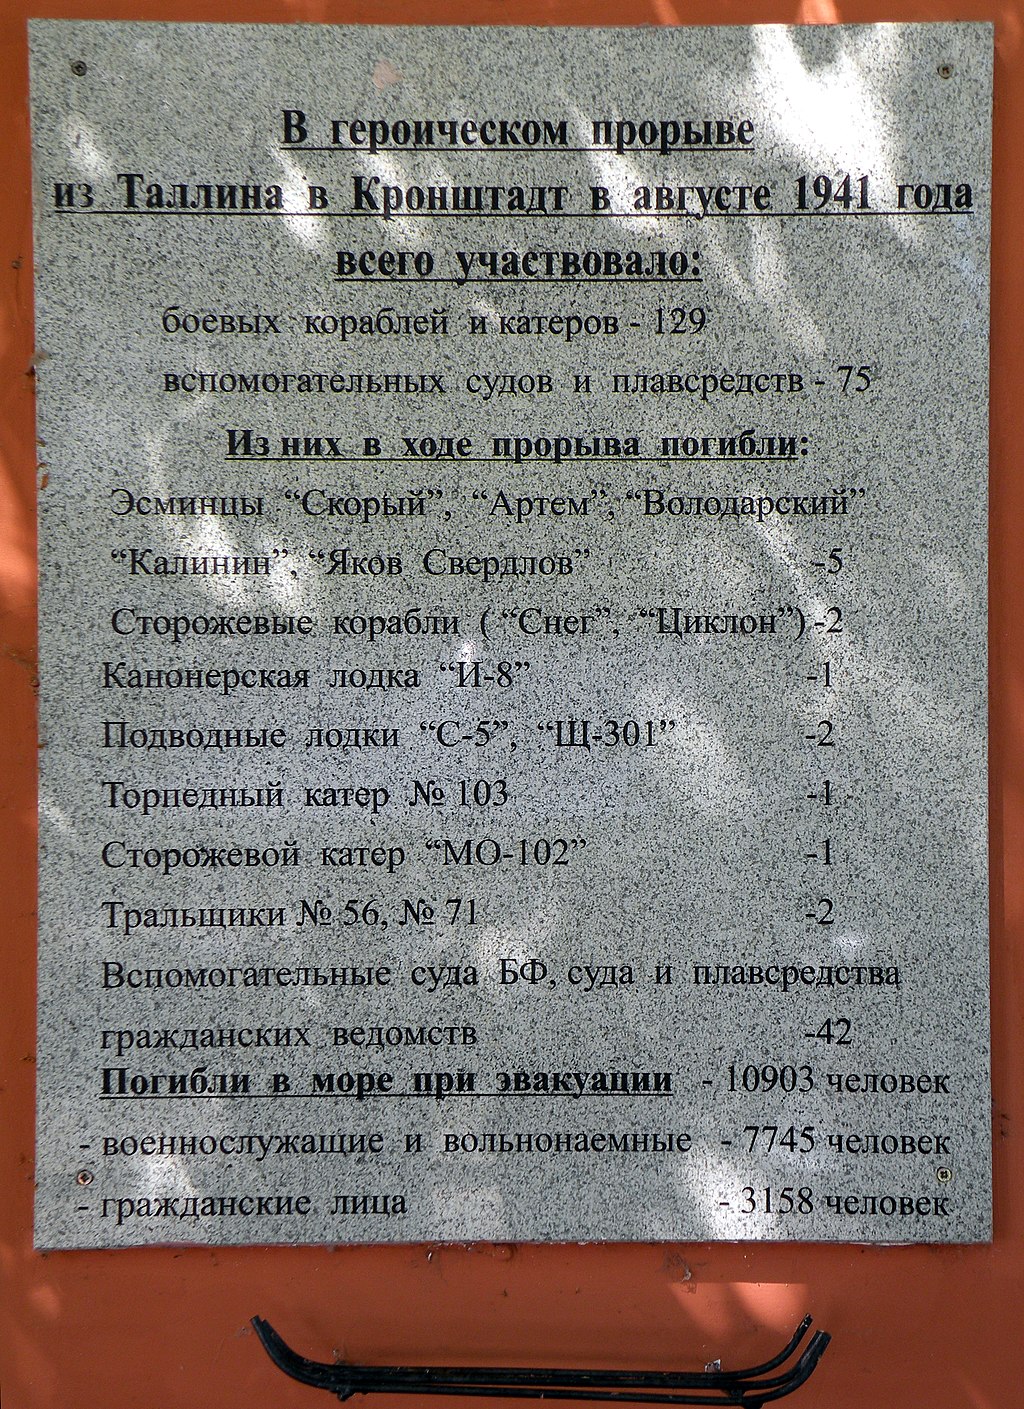 В героическом прорыве
из Таллина в Кронштадт в августе 1941 года
всего участвовало:
боевых кораблей и катеров - 129
вспомогательных судов и плавсредств - 75
Из них в ходе прорыва погибли:
Эсминцы “Скорый”, “Артем”, “Володарский”
“Калинин”, “Яков Свердлов” -5
Сторожевые корабли ( “Снег”, “Циклон”) -2
Канонерская лодка “И-8” -1
Подводные лодки “С-5”, “Щ-301” -2
Торпедный катер № 103 -1
Сторожевой катер “МО-102” -1
Тральщики № 56, № 71 -2
Вспомогательные суда БФ, суда и плавсредства
гражданских ведомств -42
Погибли в море при эвакуации - 10903 человек
- военнослужащие и вольнонаемные - 7745 человек
- гражданские лица - 3158 человек